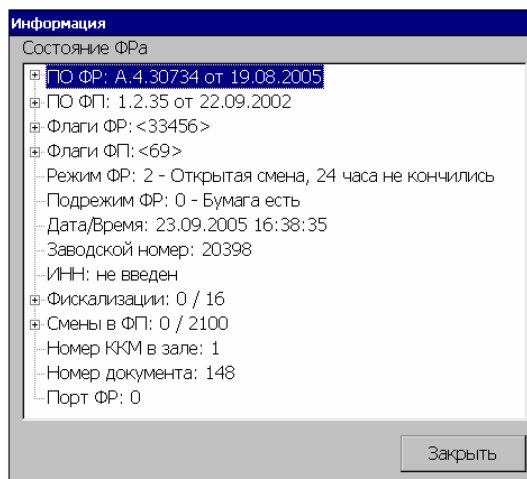 Информация
Состояние ФРа
ПО ФР: A.4.30734 от 19.08.2005
ПО ФП: 1.2.35 от 22.09.2002
Флаги ФР: <33456>
Флаги ФП: <69>
Режим ФР: 2 - Открытая смена, 24 часа не кончились
Подрежим ФР: 0 - Бумага есть
Дата/Время: 23.09.2005 16:38:35
Заводской номер: 20398
ИНН: не введен
Фискализации: 0 / 16
Смены в ФП: 0 / 2100
Номер ККМ в зале: 1
Номер документа: 148
Порт ФР: 0
Закрыть